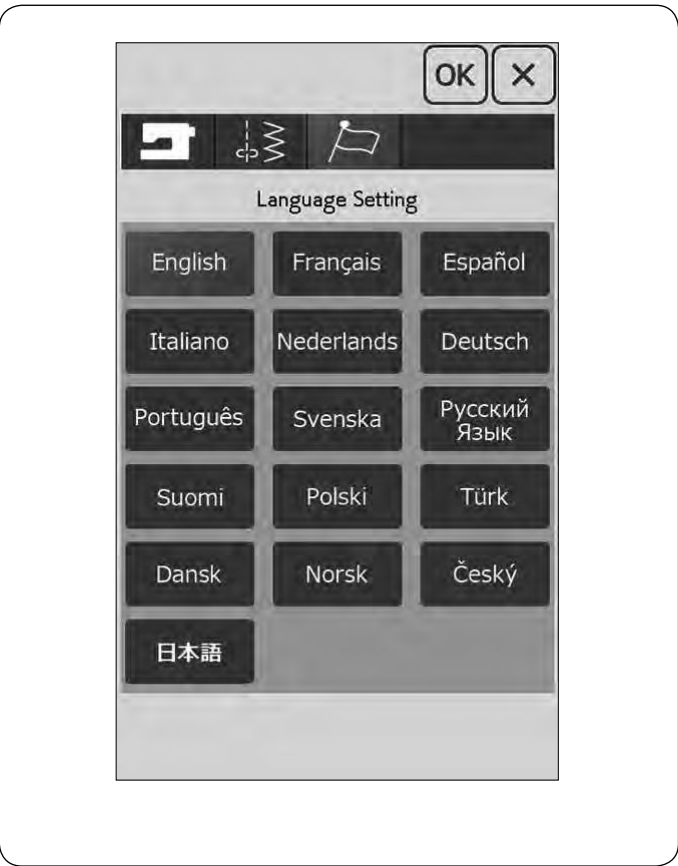 OK ×
Language Setting
English Français Español
Italiano Nederlands Deutsch
Português Svenska Русский
Язык
Suomi Polski Türk
Dansk Norsk Český
日本語